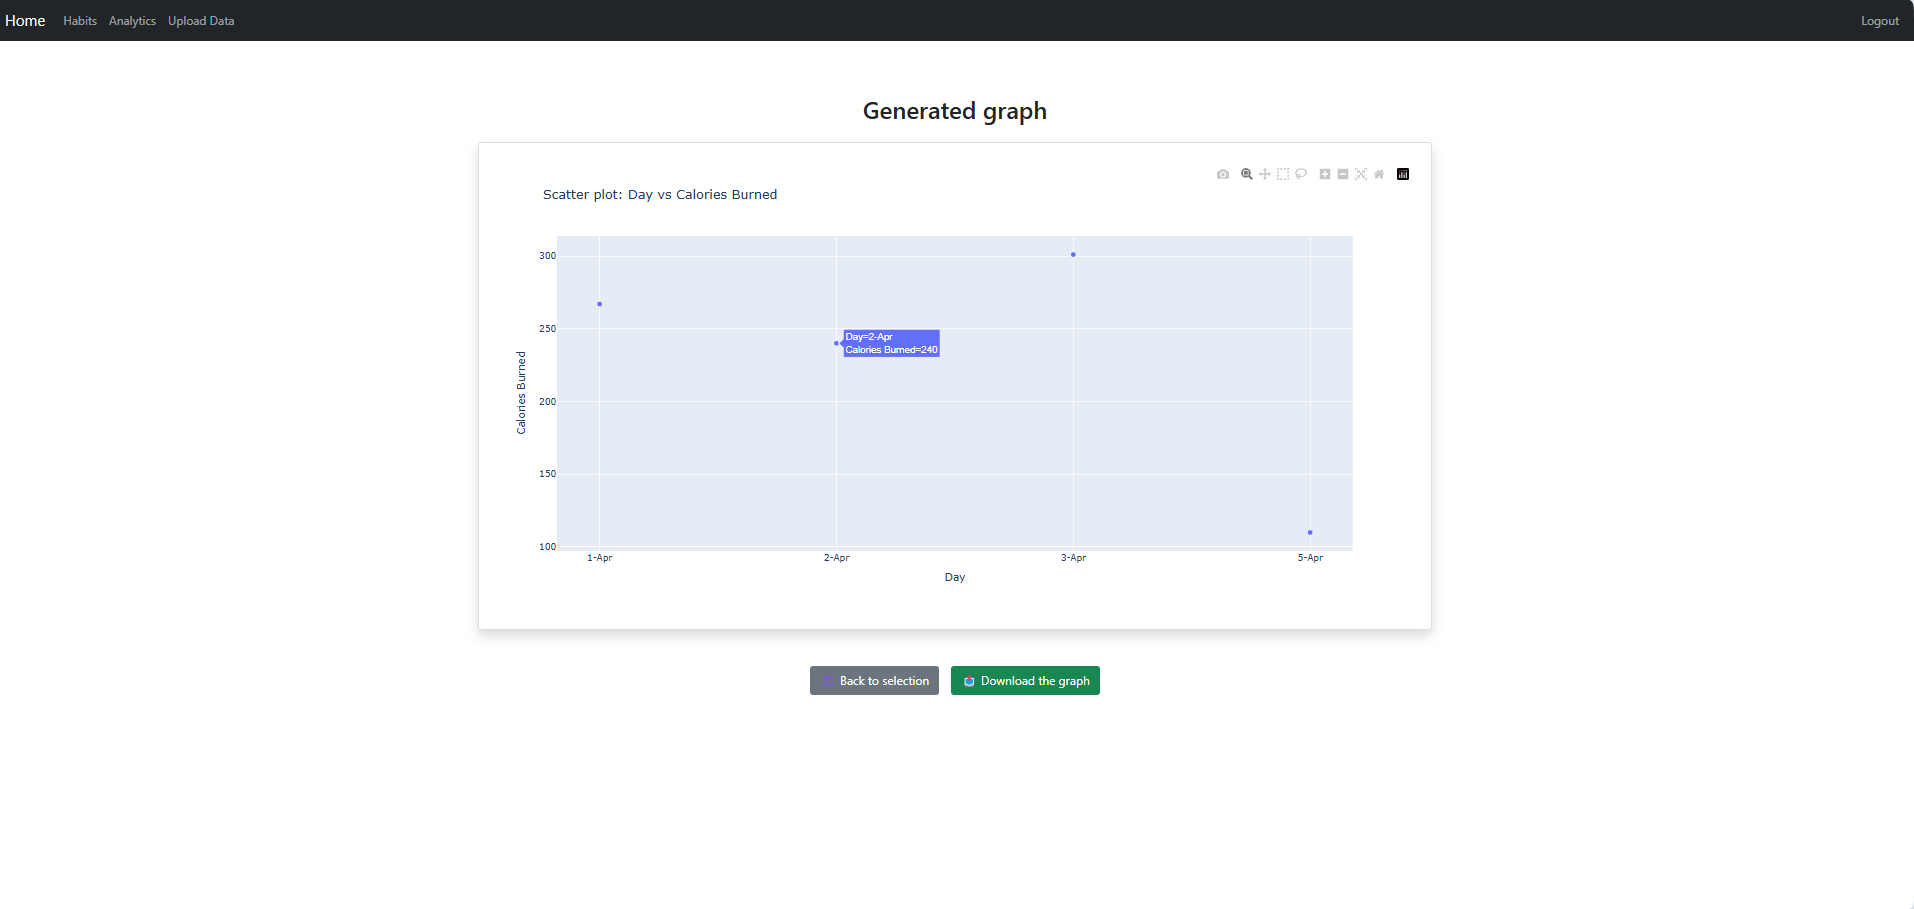 Home Habits Analytics Upload Data Logout
Generated graph
Scatter plot: Day vs Calories Burned
300
250
200
150
100
Calories Burned
Day=2-Apr
Calories Burned=240
1-Apr 2-Apr 3-Apr 5-Apr
Day
Back to selection
Download the graph